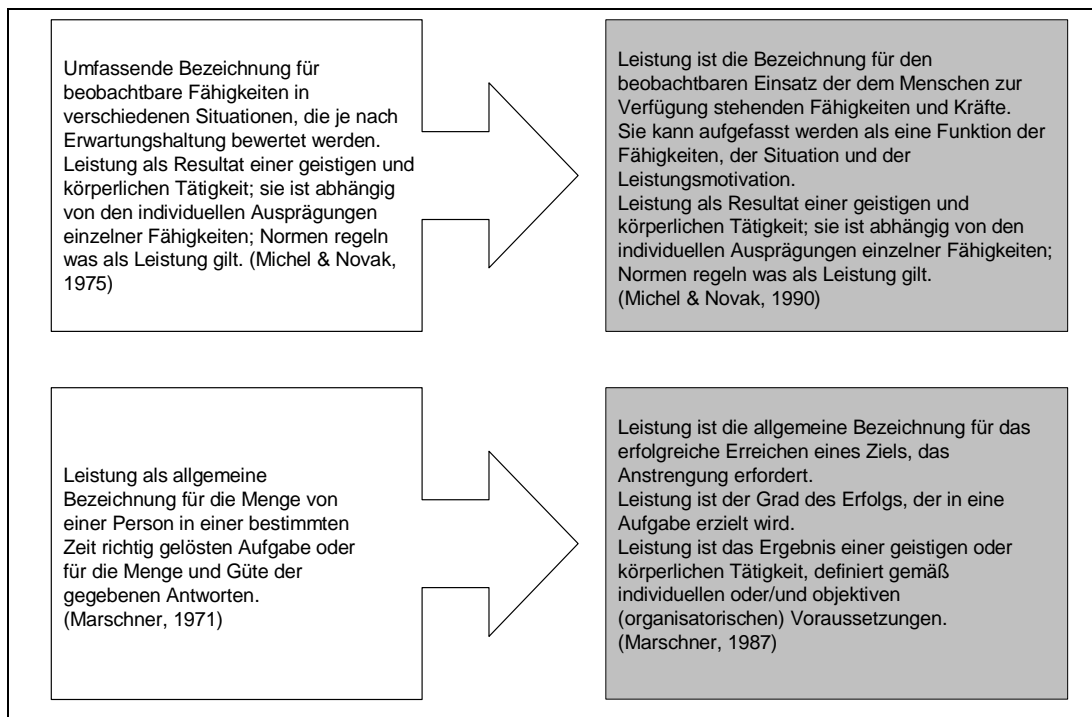 Umfassende Bezeichnung für
beobachtbare Fähigkeiten in
verschiedenen Situationen, die je nach
Erwartungshaltung bewertet werden.
Leistung als Resultat einer geistigen und
körperlichen Tätigkeit; sie ist abhängig
von den individuellen Ausprägungen
einzelner Fähigkeiten; Normen regeln
was als Leistung gilt. (Michel & Novak,
1975)
Leistung ist die Bezeichnung für den
beobachtbaren Einsatz der dem Menschen zur
Verfügung stehenden Fähigkeiten und Kräfte.
Sie kann aufgefasst werden als eine Funktion der
Fähigkeiten, der Situation und der
Leistungsmotivation.
Leistung als Resultat einer geistigen und
körperlichen Tätigkeit; sie ist abhängig von den
individuellen Ausprägungen einzelner Fähigkeiten;
Normen regeln was als Leistung gilt.
(Michel & Novak, 1990)
Leistung als allgemeine
Bezeichnung für die Menge von
einer Person in einer bestimmten
Zeit richtig gelösten Aufgabe oder
für die Menge und Güte der
gegebenen Antworten.
(Marschner, 1971)
Leistung ist die allgemeine Bezeichnung für das
erfolgreiche Erreichen eines Ziels, das
Anstrengung erfordert.
Leistung ist der Grad des Erfolgs, der in eine
Aufgabe erzielt wird.
Leistung ist das Ergebnis einer geistigen oder
körperlichen Tätigkeit, definiert gemäß
individuellen oder/und objektiven
(organisatorischen) Voraussetzungen.
(Marschner, 1987)